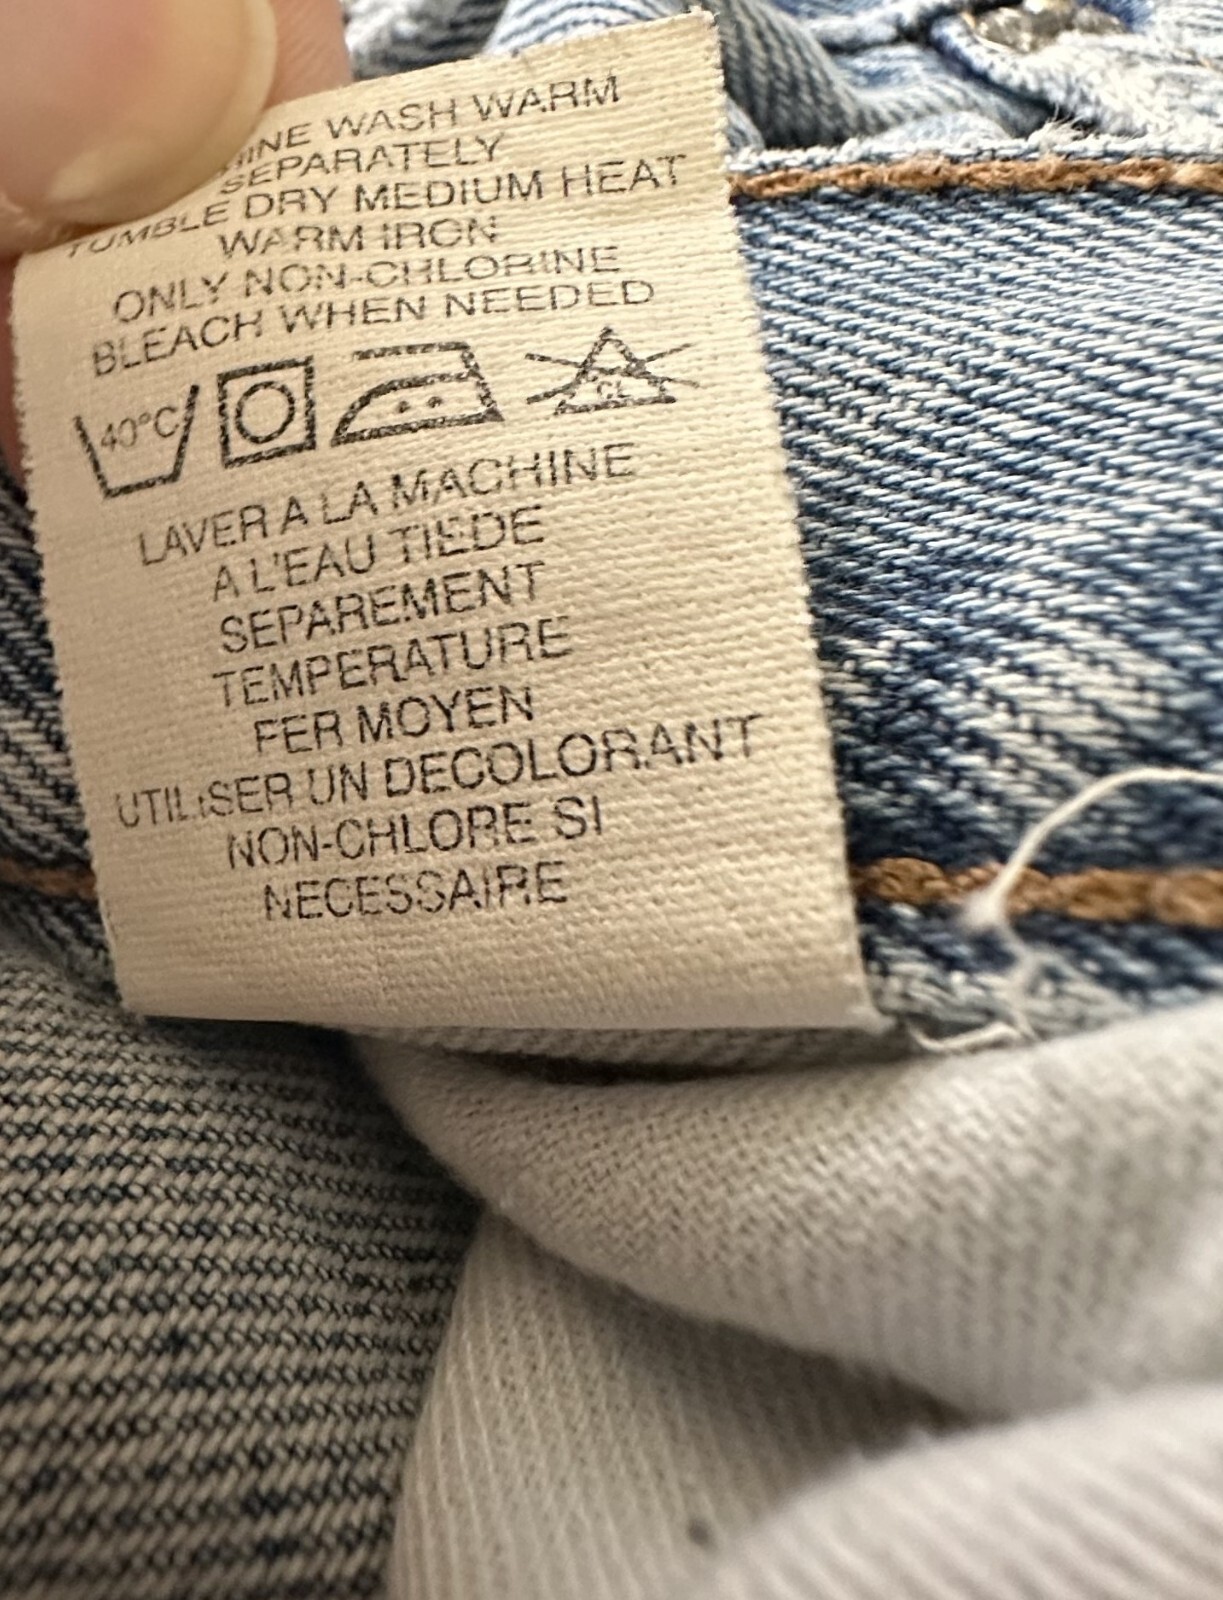 WASH WARM
SEPARATELY
TUMBLE DRY MEDIUM HEAT
WARM IRON
ONLY NON-CHLORINE
BLEACH WHEN NEEDED
40°C CL
LAVER A LA MACHINE
A L'EAU TIEDE
SEPAREMENT
TEMPERATURE
FER MOYEN
UTILISER UN DECOLORANT
NON-CHLORE SI
NECESSAIRE